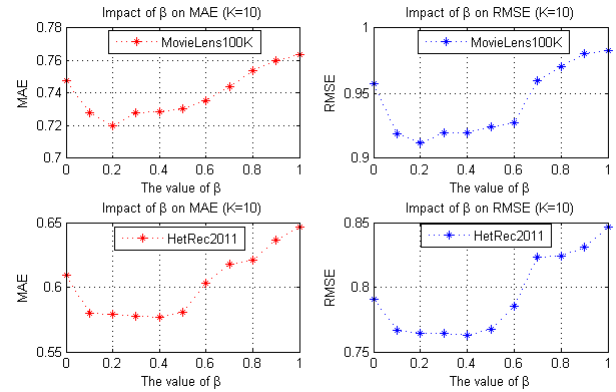 Impact of β on MAE (K=10)
0.78
0.76
0.74
0.72
0.7
MAE
MovieLens100K
0 0.2 0.4 0.6 0.8 1
The value of β
Impact of β on RMSE (K=10)
1
0.95
0.9
RMSE
MovieLens100K
0 0.2 0.4 0.6 0.8 1
The value of β
Impact of β on MAE (K=10)
0.65
0.6
0.55
MAE
HetRec2011
0 0.2 0.4 0.6 0.8 1
The value of β
Impact of β on RMSE (K=10)
0.85
0.8
0.75
RMSE
HetRec2011
0 0.2 0.4 0.6 0.8 1
The value of β